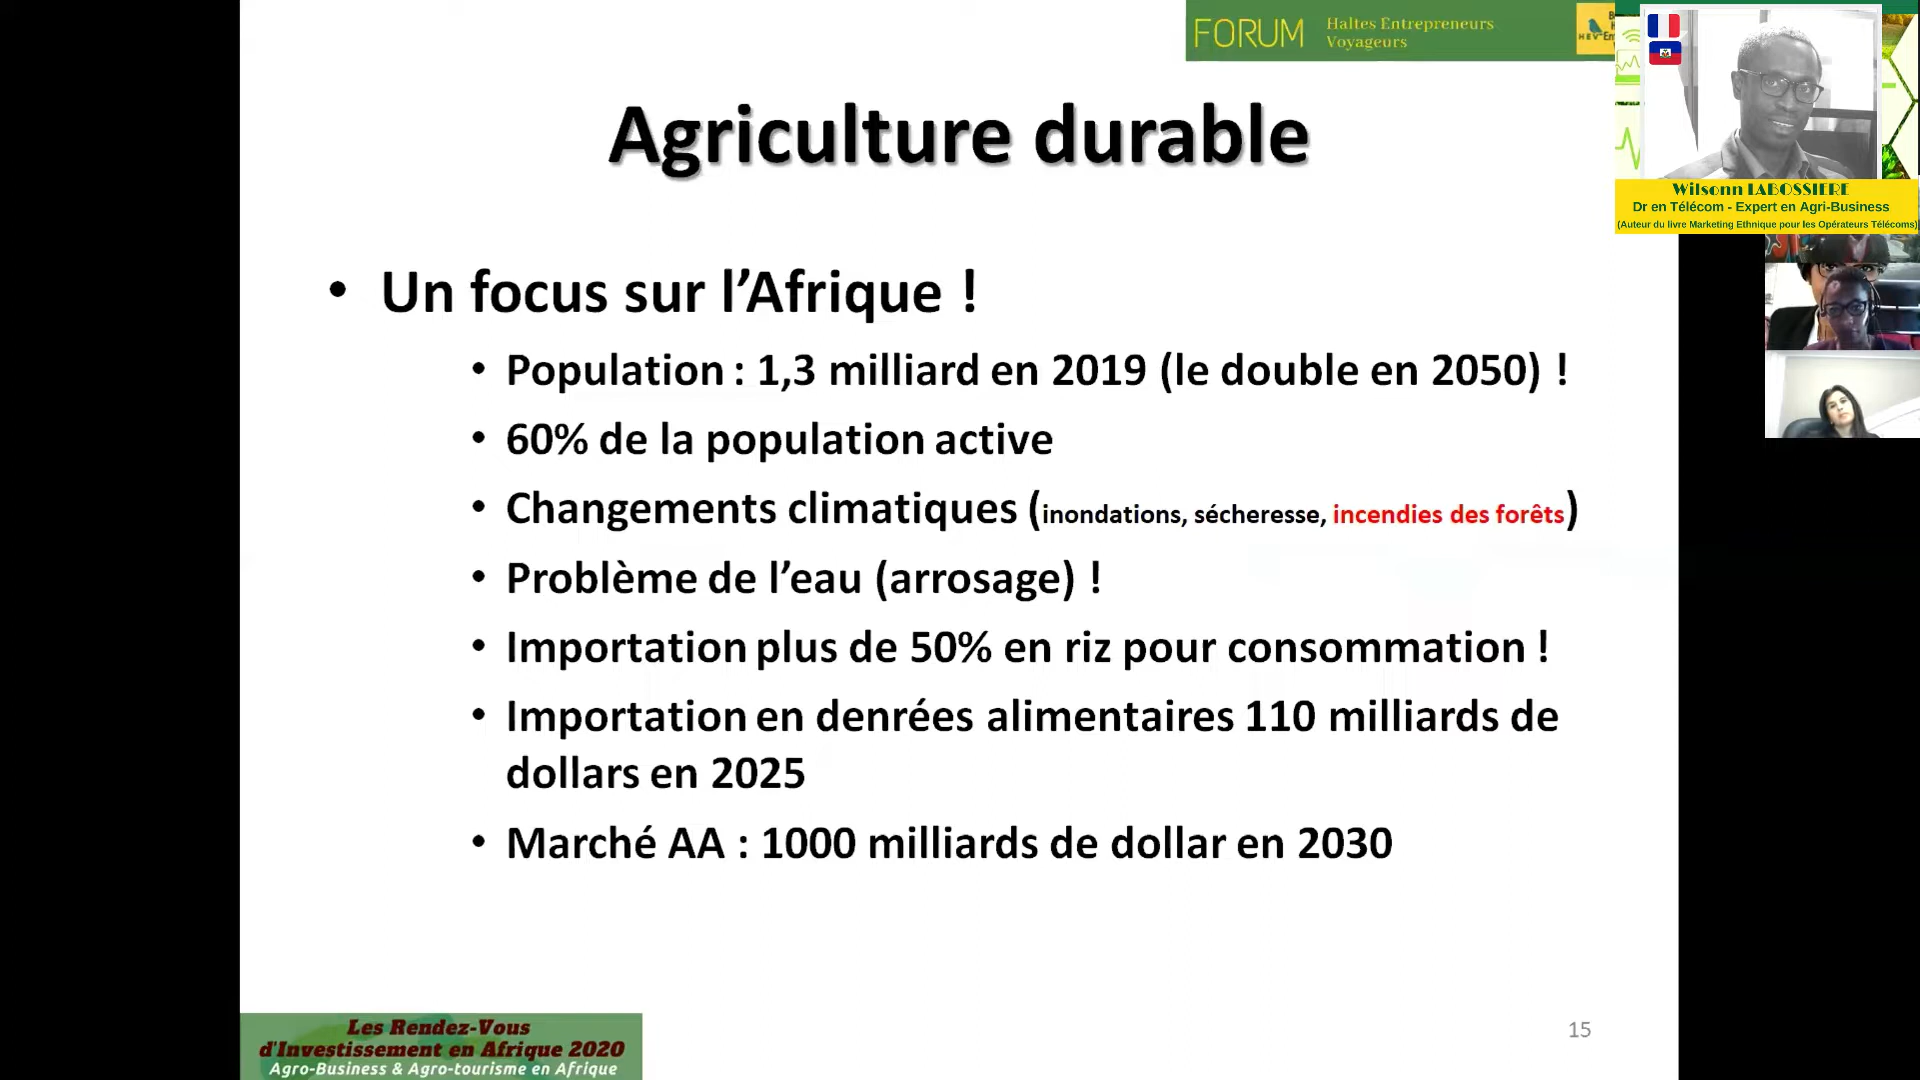 FORUM
Haltes Entrepreneurs
Voyageurs
Agriculture durable
Wilsonn LABOSSIERE
Dr en Télécom - Expert en Agri-Business
(Auteur du livre Marketing Ethnique pour les Opérateurs Télécoms)
• Un focus sur l’Afrique !
• Population : 1,3 milliard en 2019 (le double en 2050) !
• 60% de la population active
• Changements climatiques (inondations, sécheresse, incendies des forêts)
• Problème de l’eau (arrosage) !
• Importation plus de 50% en riz pour consommation !
• Importation en denrées alimentaires 110 milliards de
dollars en 2025
• Marché AA : 1000 milliards de dollar en 2030
Les Rendez-Vous
d'Investissement en Afrique 2020
Agro-Business & Agro-tourisme en Afrique
15